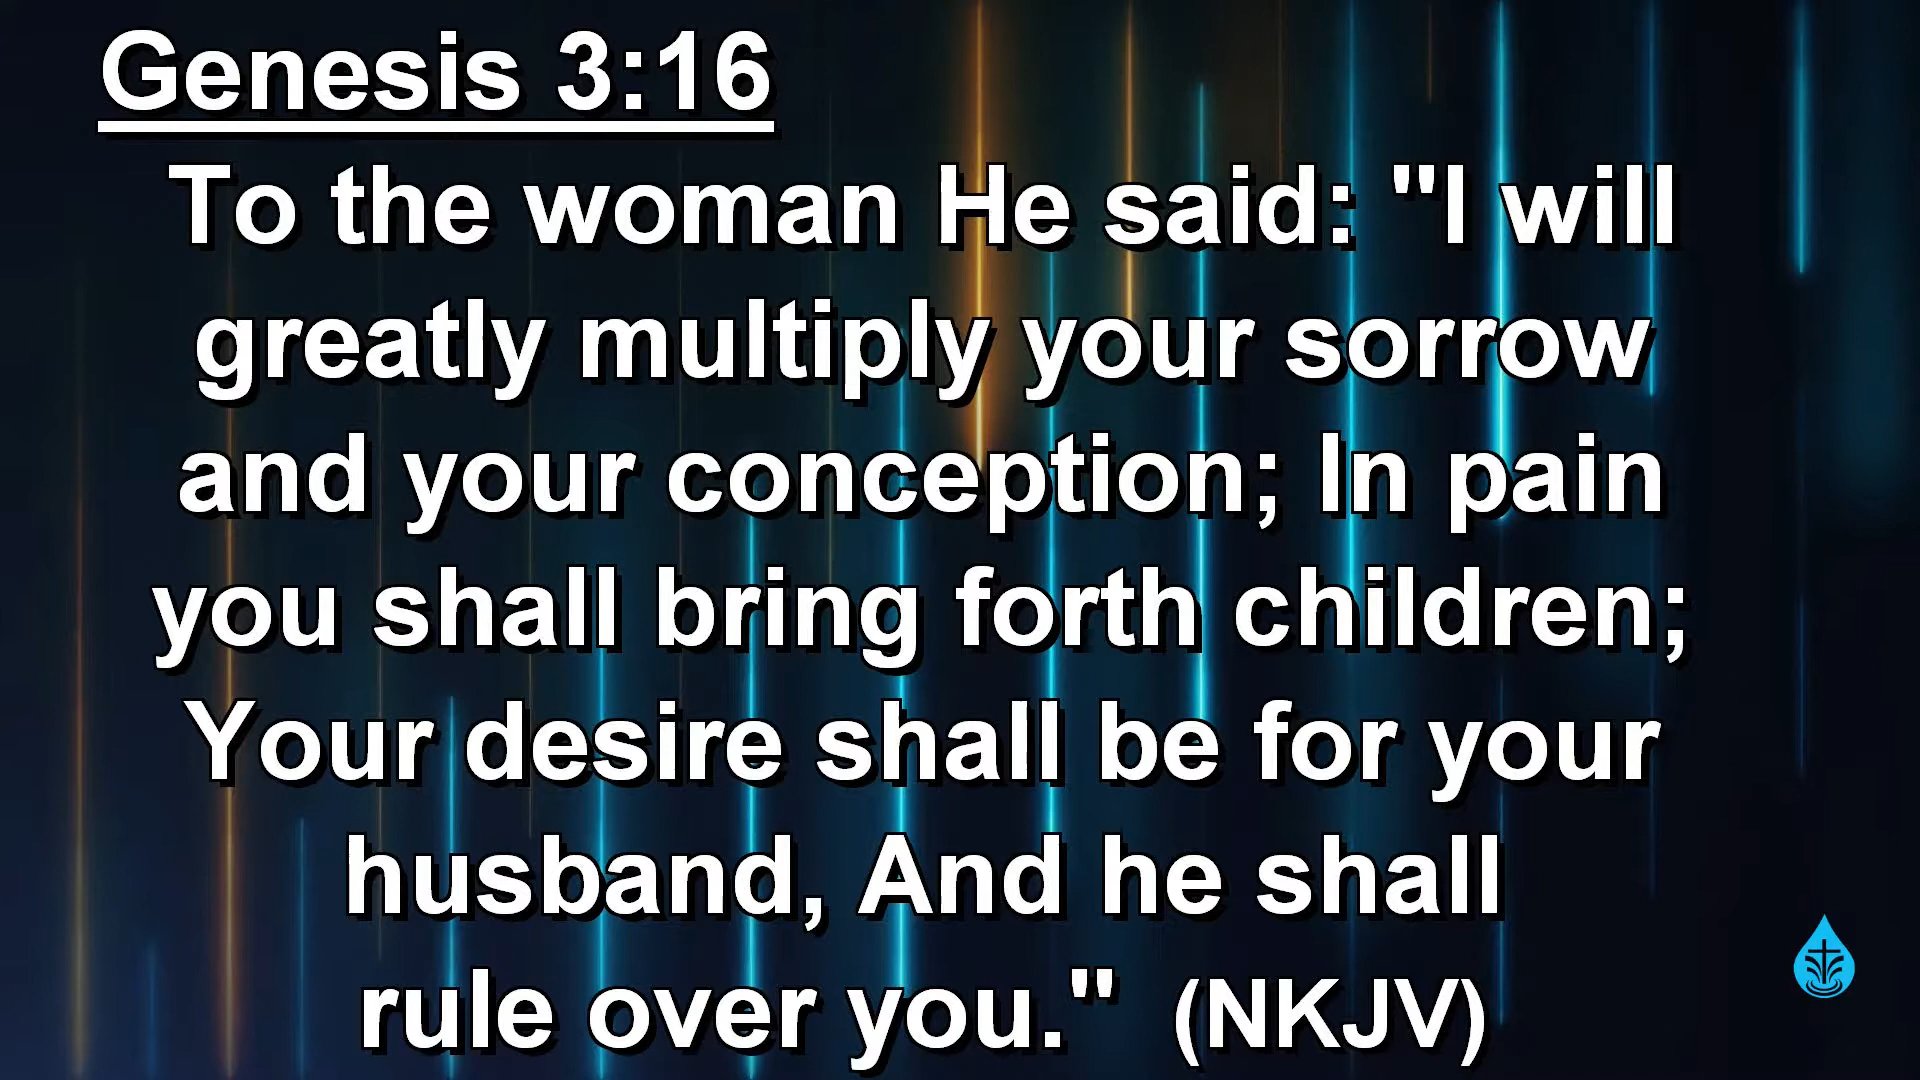 Genesis 3:16
To the woman He said: "I will
greatly multiply your sorrow
and your conception; In pain
you shall bring forth children;
Your desire shall be for your
husband, And he shall
rule over you." (NKJV)